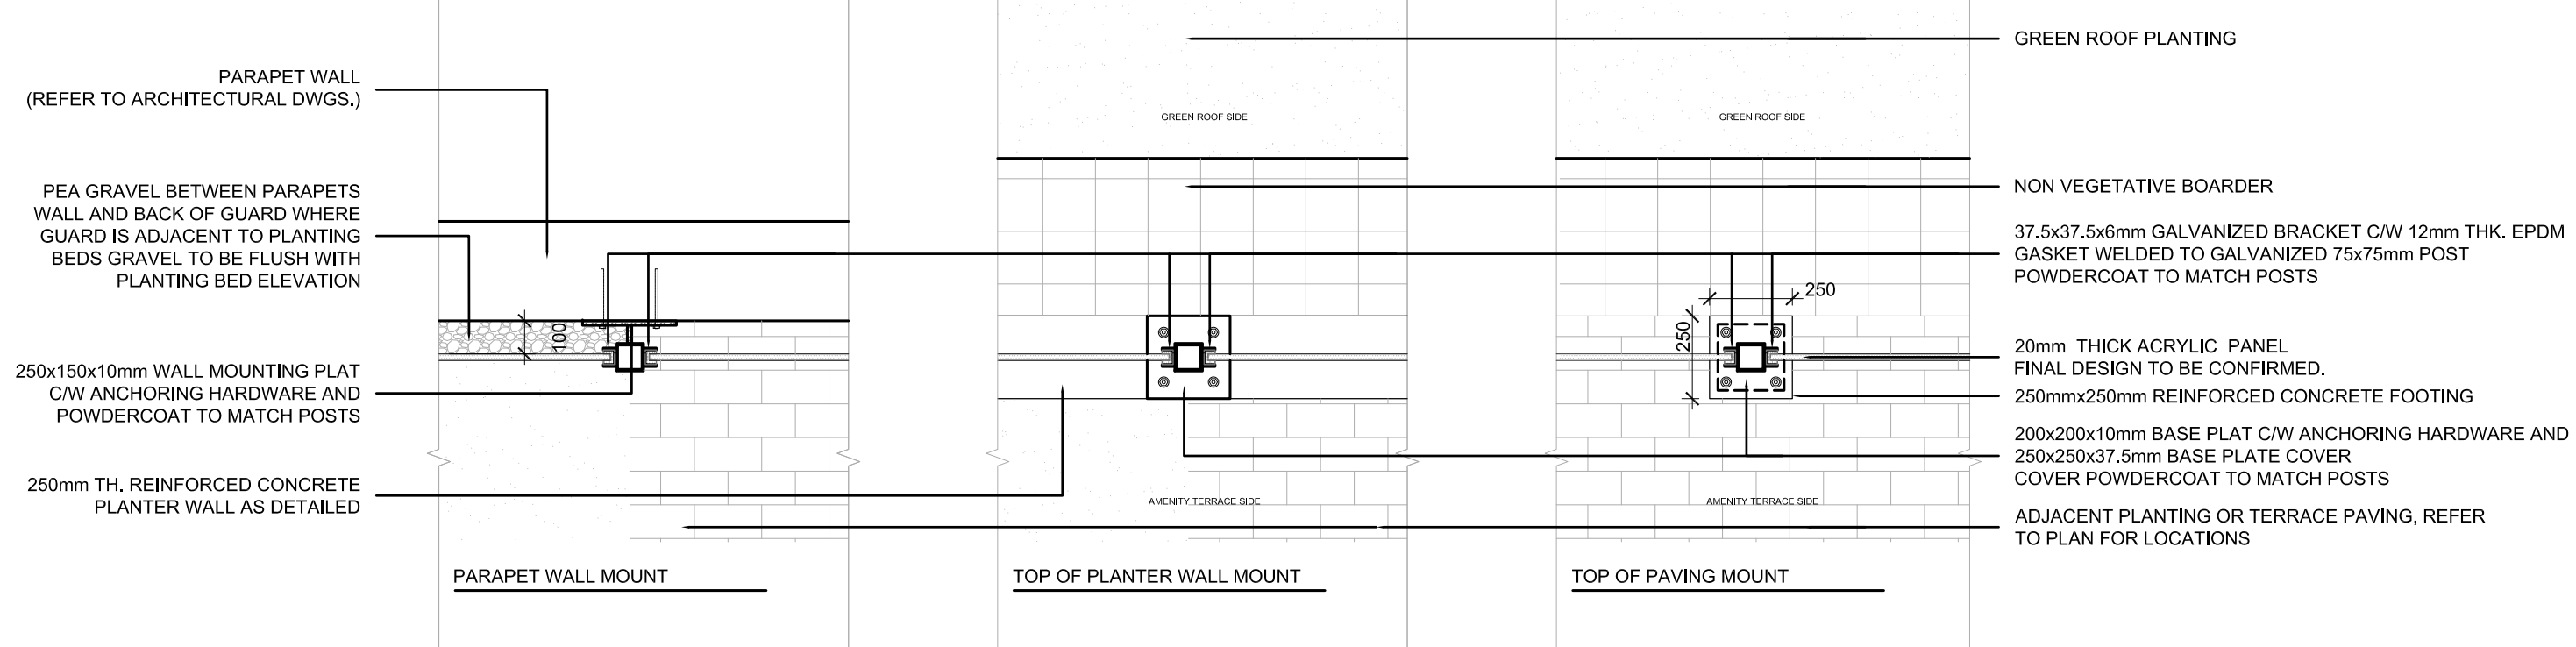 PARAPET WALL
(REFER TO ARCHITECTURAL DWGS.)
PEA GRAVEL BETWEEN PARAPETS
WALL AND BACK OF GUARD WHERE
GUARD IS ADJACENT TO PLANTING
BEDS GRAVEL TO BE FLUSH WITH
PLANTING BED ELEVATION
250x150x10mm WALL MOUNTING PLAT
C/W ANCHORING HARDWARE AND
POWDERCOAT TO MATCH POSTS
250mm TH. REINFORCED CONCRETE
PLANTER WALL AS DETAILED
100
PARAPET WALL MOUNT
GREEN ROOF SIDE
AMENITY TERRACE SIDE
TOP OF PLANTER WALL MOUNT
GREEN ROOF SIDE
250
250
AMENITY TERRACE SIDE
TOP OF PAVING MOUNT
GREEN ROOF PLANTING
NON VEGETATIVE BOARDER
37.5x37.5x6mm GALVANIZED BRACKET C/W 12mm THK. EPDM
GASKET WELDED TO GALVANIZED 75x75mm POST
POWDERCOAT TO MATCH POSTS
20mm THICK ACRYLIC PANEL
FINAL DESIGN TO BE CONFIRMED.
250mmx250mm REINFORCED CONCRETE FOOTING
200x200x10mm BASE PLAT C/W ANCHORING HARDWARE AND
250x250x37.5mm BASE PLATE COVER
COVER POWDERCOAT TO MATCH POSTS
ADJACENT PLANTING OR TERRACE PAVING, REFER
TO PLAN FOR LOCATIONS